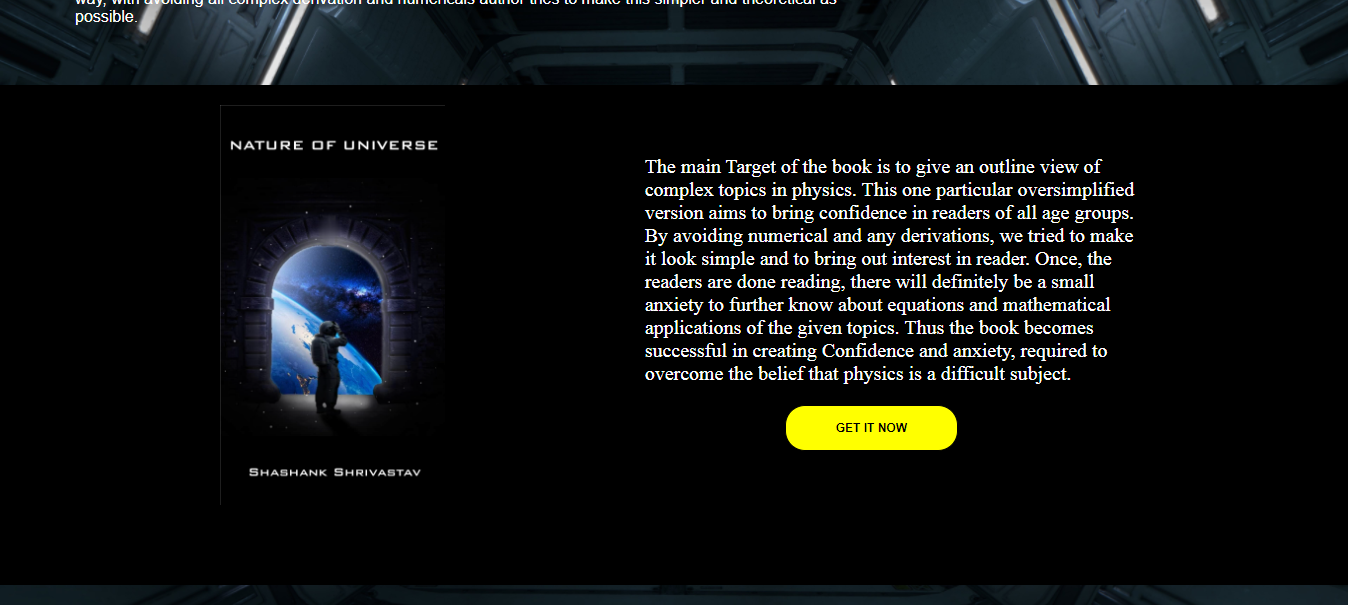 way, with avoiding all complex derivation and numericals author tries to make this simpler and theoretical as
possible.
NATURE OF UNIVERSE
SHASHANK SHRIVASTAV
The main Target of the book is to give an outline view of
complex topics in physics. This one particular oversimplified
version aims to bring confidence in readers of all age groups.
By avoiding numerical and any derivations, we tried to make
it look simple and to bring out interest in reader. Once, the
readers are done reading, there will definitely be a small
anxiety to further know about equations and mathematical
applications of the given topics. Thus the book becomes
successful in creating Confidence and anxiety, required to
overcome the belief that physics is a difficult subject.
GET IT NOW